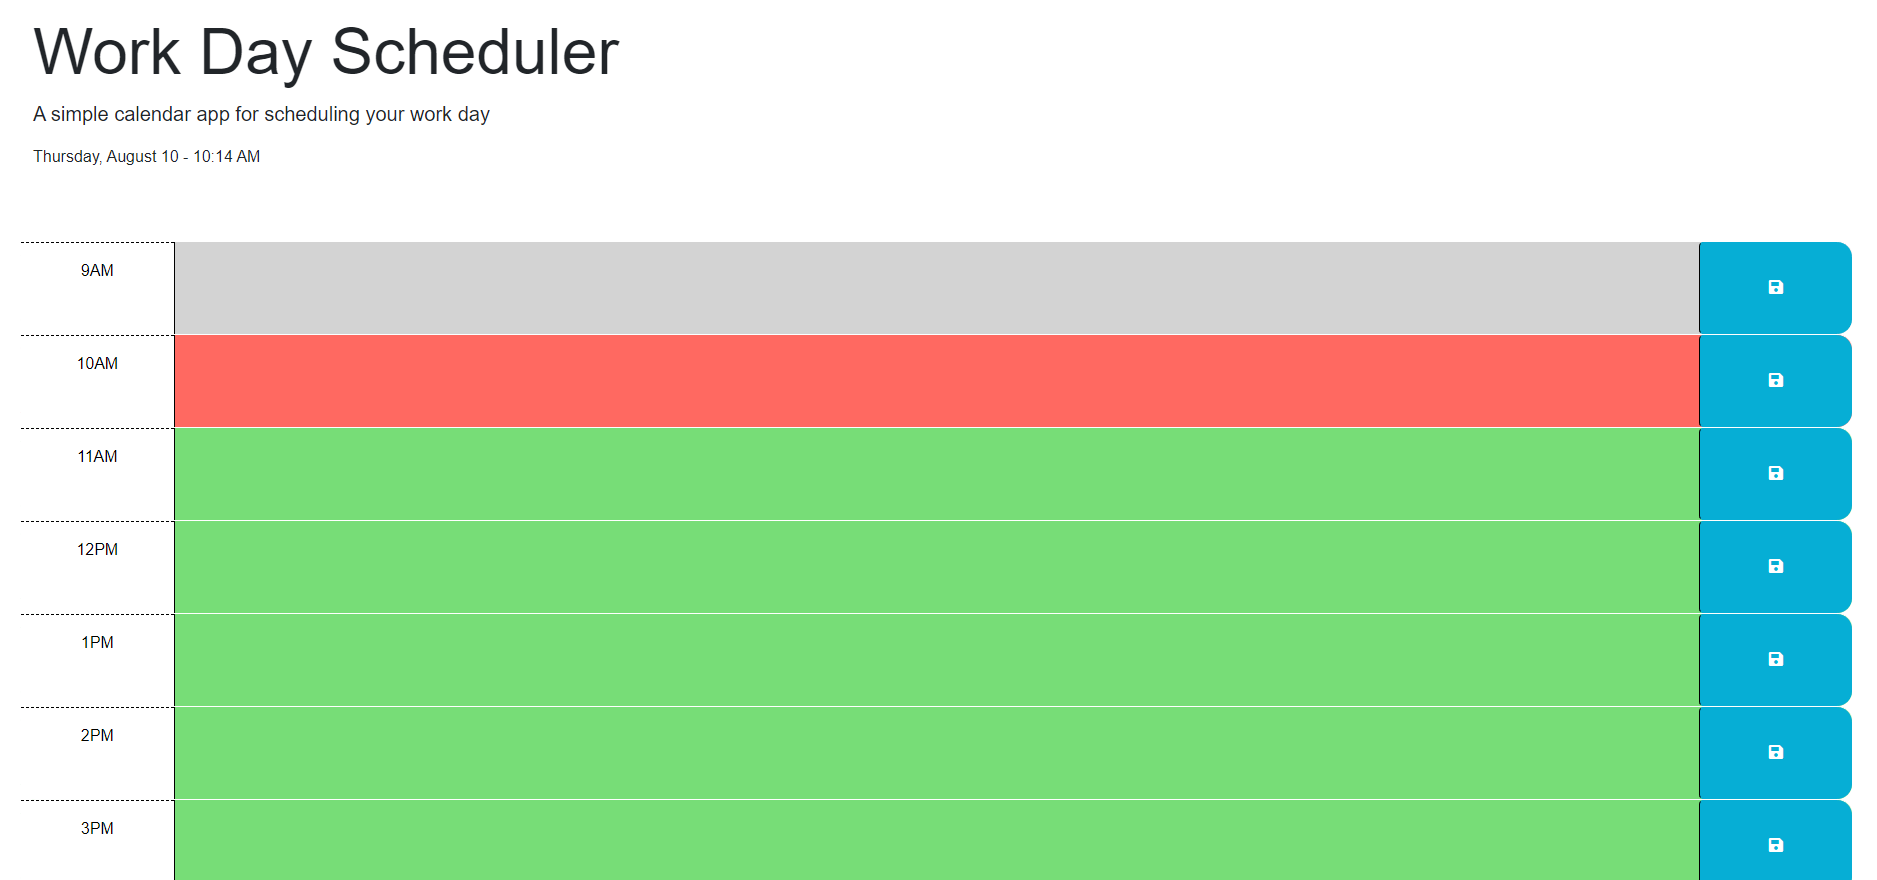 Work Day Scheduler
A simple calendar app for scheduling your work day
Thursday, August 10 - 10:14 AM
9AM
10AM
11AM
12PM
1PM
2PM
3PM